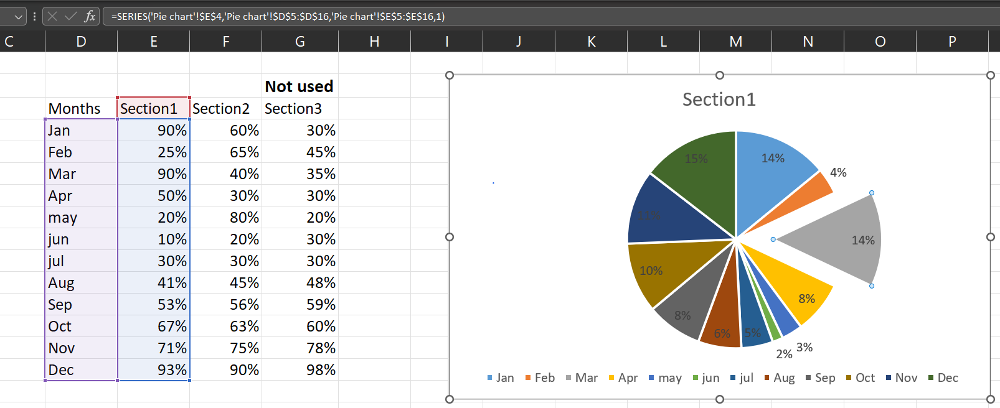 fx =SERIES('Pie chart'!$E$4,'Pie chart'!$D$5:$D$16,'Pie chart'!$E$5:$E$16,1)
C D E F G H I J K L M N O P
Not used
Months Section1 Section2 Section3
Jan 90% 60% 30%
Feb 25% 65% 45%
Mar 90% 40% 35%
Apr 50% 30% 30%
may 20% 80% 20%
jun 10% 20% 30%
jul 30% 30% 30%
Aug 41% 45% 48%
Sep 53% 56% 59%
Oct 67% 63% 60%
Nov 71% 75% 78%
Dec 93% 90% 98%
Section1
14%
4%
14%
8%
3%
2%
5%
6%
8%
10%
11%
15%
Jan Feb Mar Apr may jun jul Aug Sep Oct Nov Dec